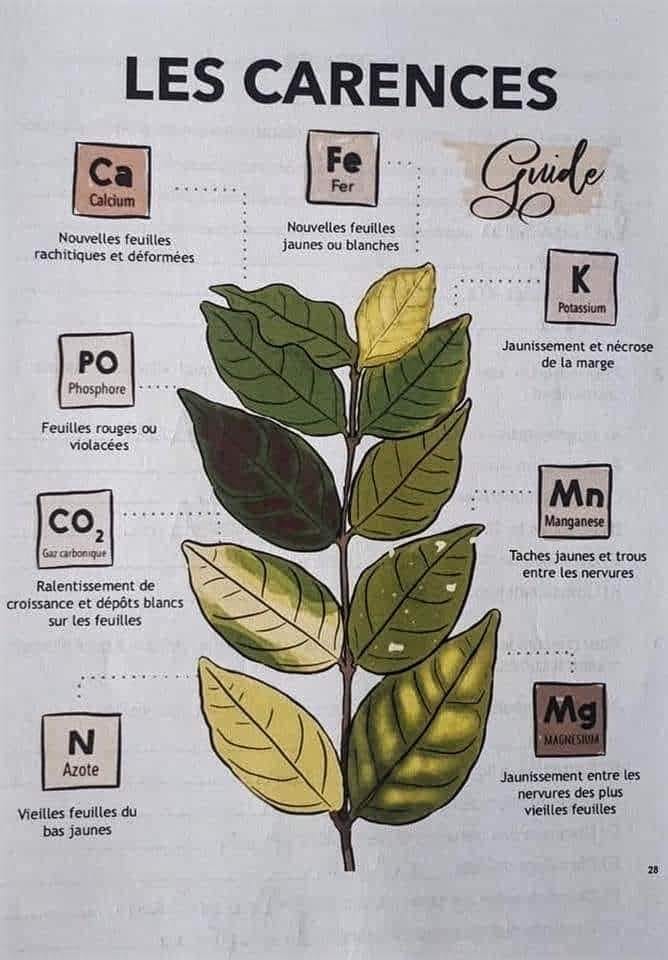 LES CARENCES
Guide
Ca
Calcium
Nouvelles feuilles
rachitiques et déformées
Fe
Fer
Nouvelles feuilles
jaunes ou blanches
K
Potassium
Jaunissement et nécrose
de la marge
PO
Phosphore
Feuilles rouges ou
violacées
CO₂
Gaz carbonique
Ralentissement de
croissance et dépôts blancs
sur les feuilles
Mn
Manganese
Taches jaunes et trous
entre les nervures
N
Azote
Vieilles feuilles du
bas jaunes
Mg
MAGNESIUM
Jaunissement entre les
nervures des plus
vieilles feuilles
28